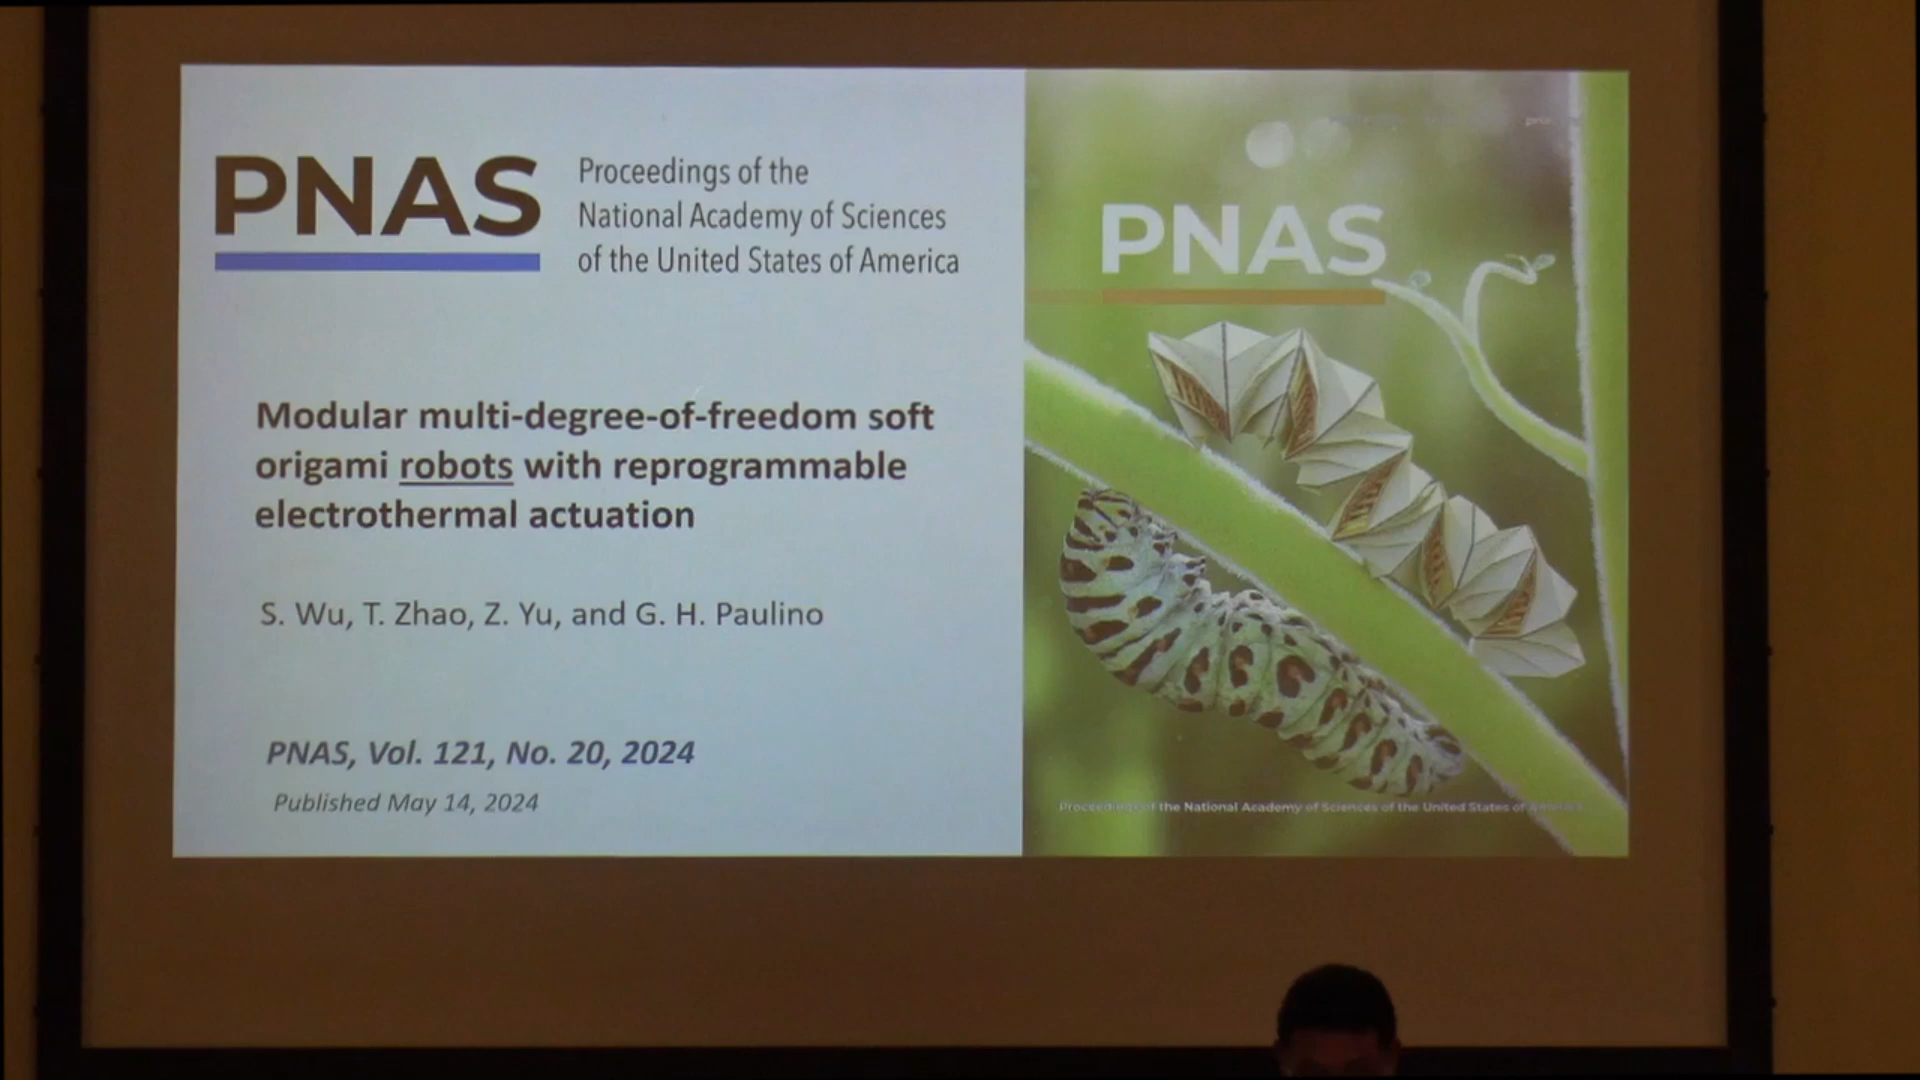 PNAS
Proceedings of the
National Academy of Sciences
of the United States of America
Modular multi-degree-of-freedom soft
origami robots with reprogrammable
electrothermal actuation
S. Wu, T. Zhao, Z. Yu, and G. H. Paulino
PNAS, Vol. 121, No. 20, 2024
Published May 14, 2024
PNAS
Proceedings of the National Academy of Sciences of the United States of America